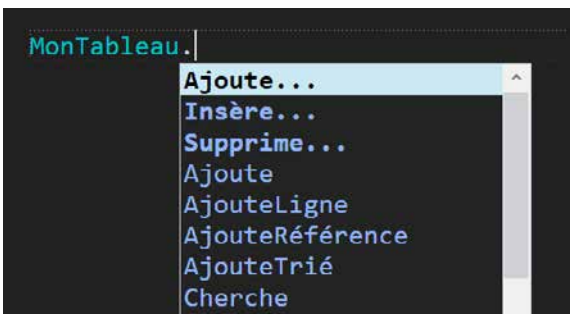 MonTableau.
Ajoute...
Insère...
Supprime...
Ajoute
AjouteLigne
AjouteRéférence
AjouteTrié
Cherche